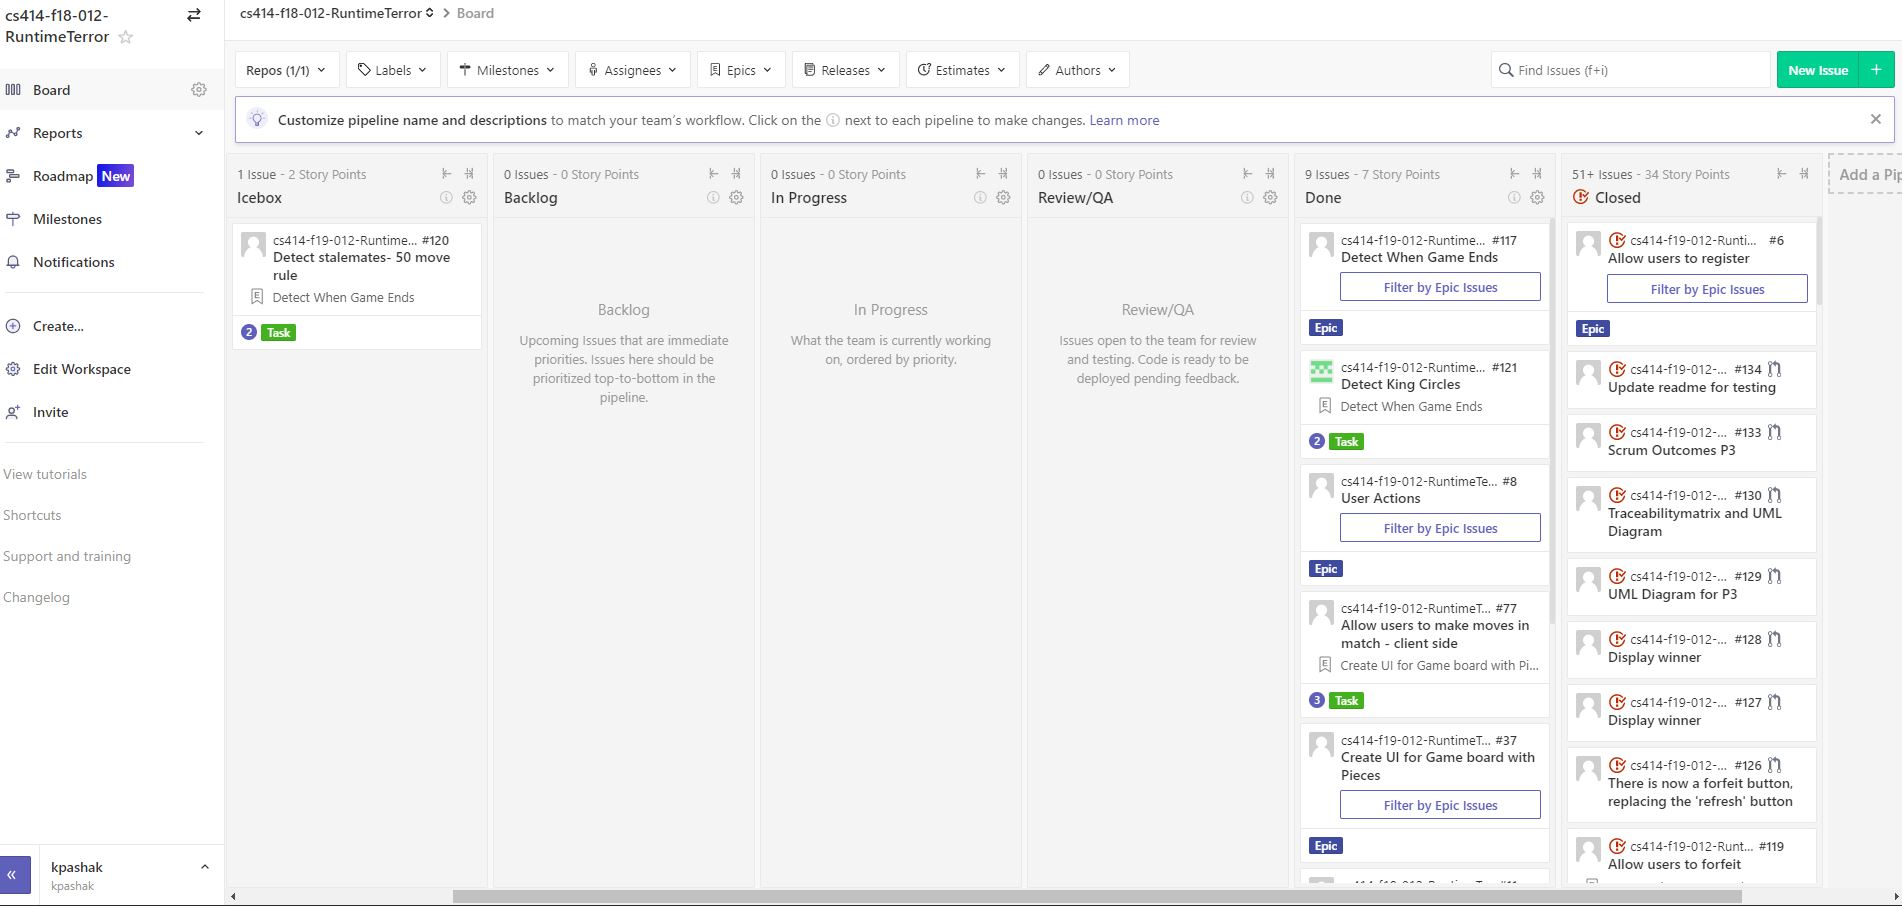 cs414-f18-012-
RuntimeTerror
Board
Reports
Roadmap New
Milestones
Notifications
Create...
Edit Workspace
Invite
View tutorials
Shortcuts
Support and training
Changelog
kpashak
kpashak
cs414-f18-012-RuntimeTerror > Board
Repos (1/1)
Labels
Milestones
Assignees
Epics
Releases
Estimates
Authors
Find Issues (f+i)
New Issue +
Customize pipeline name and descriptions to match your team's workflow. Click on the ⓘ next to each pipeline to make changes. Learn more
1 Issue - 2 Story Points
Icebox
cs414-f19-012-Runtime... #120
Detect stalemates- 50 move
rule
Detect When Game Ends
2 Task
0 Issues - 0 Story Points
Backlog
Backlog
Upcoming Issues that are immediate
priorities. Issues here should be
prioritized top-to-bottom in the
pipeline.
0 Issues - 0 Story Points
In Progress
In Progress
What the team is currently working
on, ordered by priority.
0 Issues - 0 Story Points
Review/QA
Review/QA
Issues open to the team for review
and testing. Code is ready to be
deployed pending feedback.
9 Issues - 7 Story Points
Done
cs414-f19-012-Runtime... #117
Detect When Game Ends
Filter by Epic Issues
Epic
cs414-f19-012-Runtime... #121
Detect King Circles
Detect When Game Ends
2 Task
cs414-f19-012-RuntimeTe... #8
User Actions
Filter by Epic Issues
Epic
cs414-f19-012-RuntimeT... #77
Allow users to make moves in
match - client side
Create UI for Game board with Pi...
3 Task
cs414-f19-012-RuntimeT... #37
Create UI for Game board with
Pieces
Filter by Epic Issues
Epic
51+ Issues - 34 Story Points
Closed
cs414-f19-012-Runti... #6
Allow users to register
Filter by Epic Issues
Epic
cs414-f19-012-... #134
Update readme for testing
cs414-f19-012-... #133
Scrum Outcomes P3
cs414-f19-012-... #130
Traceabilitymatrix and UML
Diagram
cs414-f19-012-... #129
UML Diagram for P3
cs414-f19-012-... #128
Display winner
cs414-f19-012-... #127
Display winner
cs414-f19-012-... #126
There is now a forfeit button,
replacing the 'refresh' button
cs414-f19-012-Runt... #119
Allow users to forfeit
Add a Pip